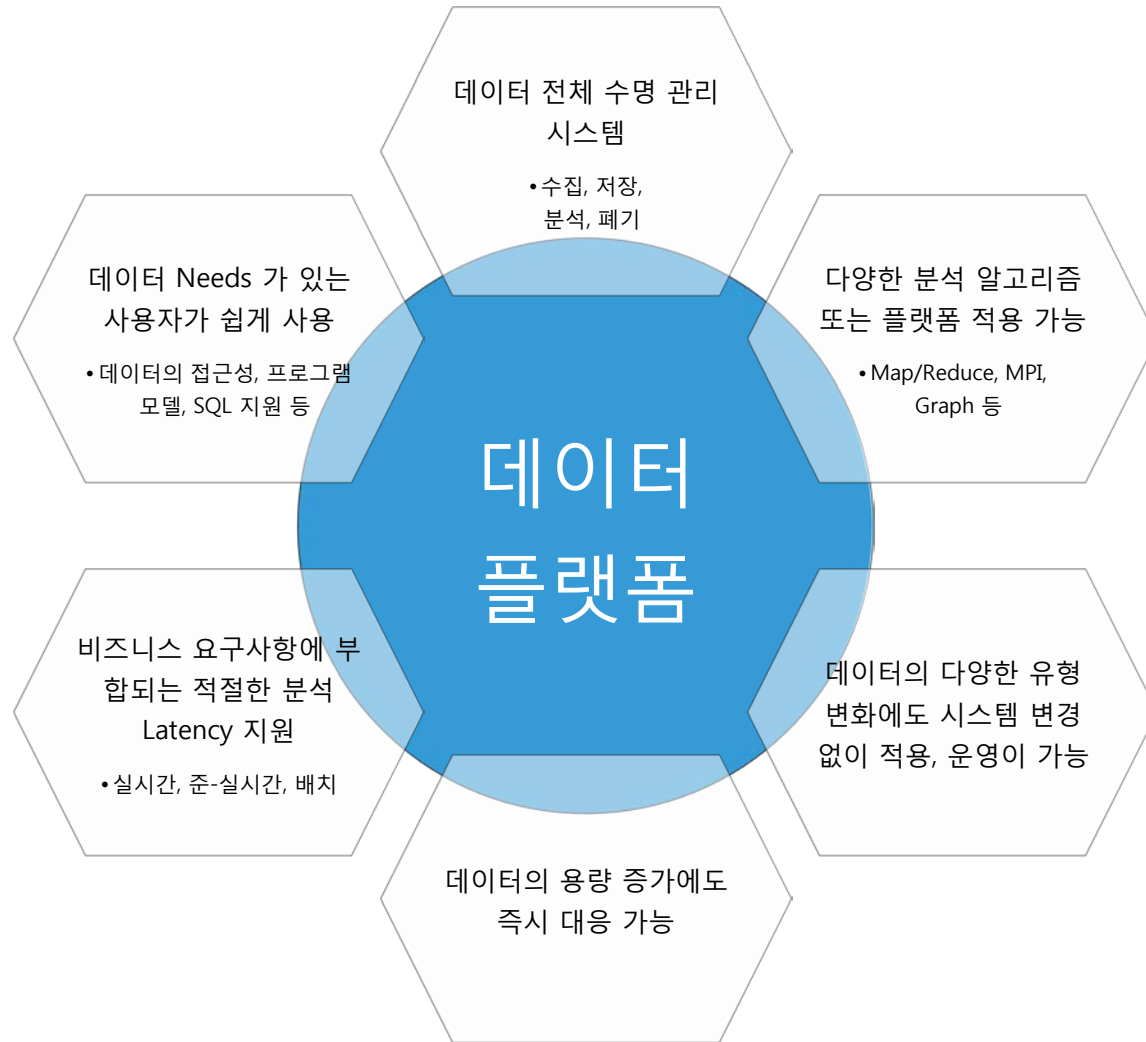 데이터 전체 수명 관리
시스템
•수집, 저장,
분석, 폐기
데이터 Needs 가 있는
사용자가 쉽게 사용
•데이터의 접근성, 프로그램
모델, SQL 지원 등
다양한 분석 알고리즘
또는 플랫폼 적용 가능
•Map/Reduce, MPI,
Graph 등
데이터
플랫폼
비즈니스 요구사항에 부
합되는 적절한 분석
Latency 지원
•실시간, 준-실시간, 배치
데이터의 다양한 유형
변화에도 시스템 변경
없이 적용, 운영이 가능
데이터의 용량 증가에도
즉시 대응 가능